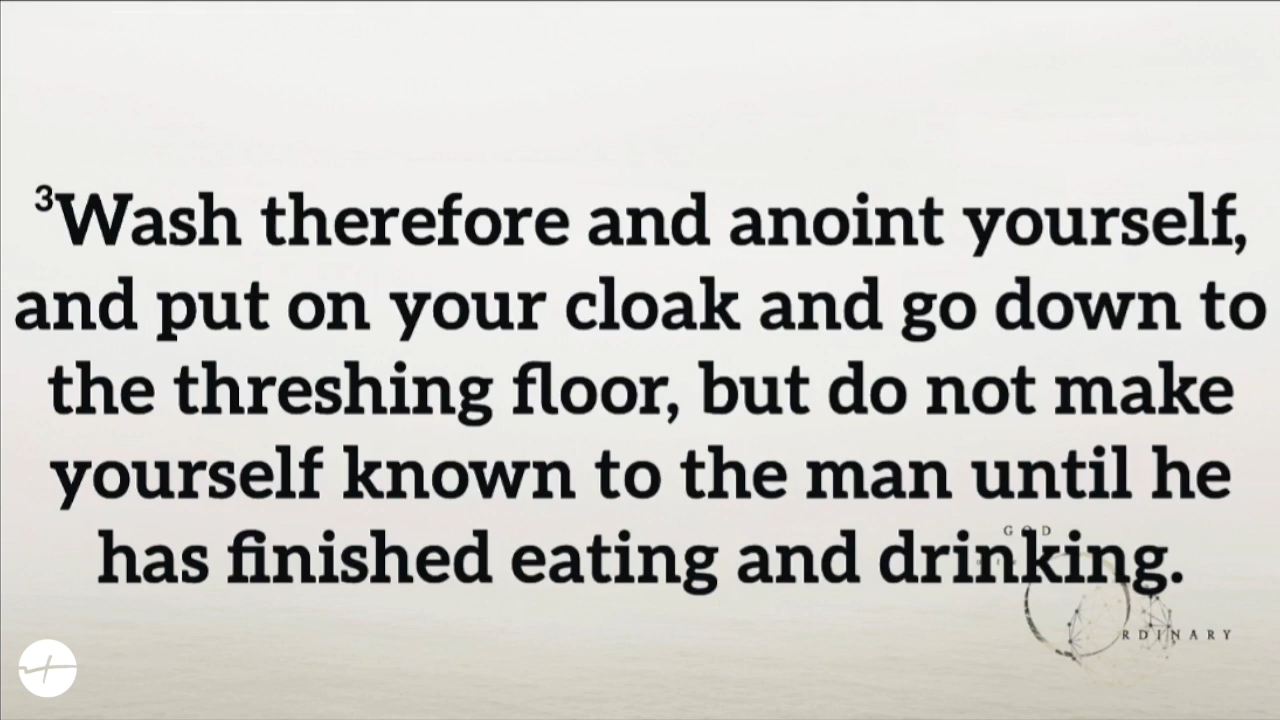 ³Wash therefore and anoint yourself,
and put on your cloak and go down to
the threshing floor, but do not make
yourself known to the man until he
has finished eating and drinking.
GOD
RDINARY